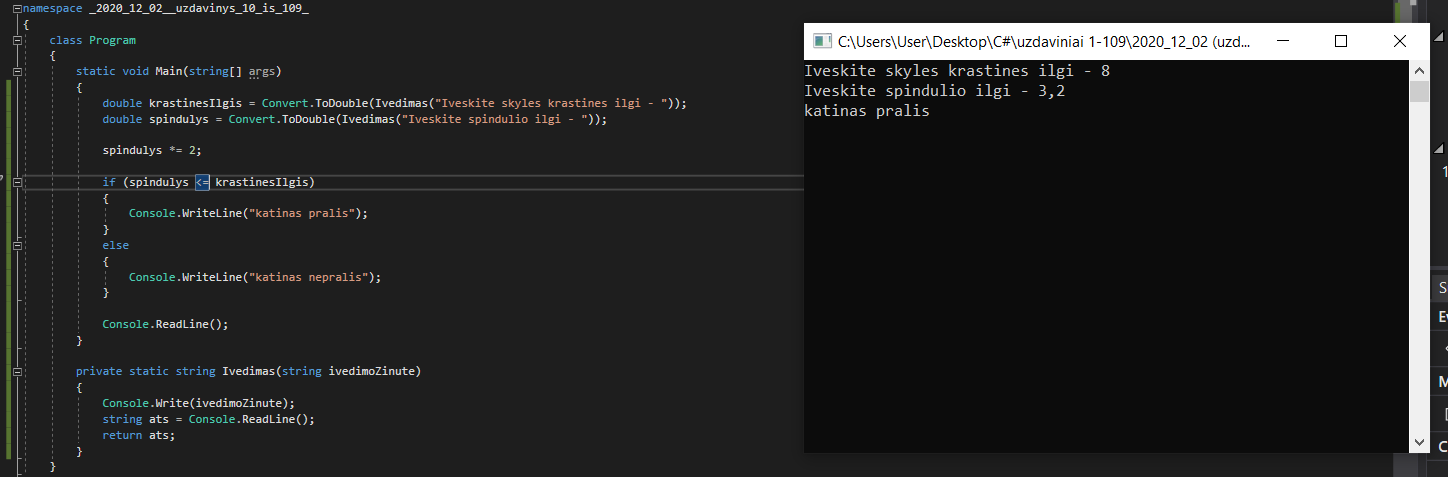 namespace _2020_12_02__uzdavinys_10_is_109_
{
class Program
{
static void Main(string[] args)
{
double krastinesIlgis = Convert.ToDouble(Ivedimas("Iveskite skyles krastines ilgi - "));
double spindulys = Convert.ToDouble(Ivedimas("Iveskite spindulio ilgi - "));
spindulys *= 2;
if (spindulys <= krastinesIlgis)
{
Console.WriteLine("katinas pralis");
}
else
{
Console.WriteLine("katinas nepralis");
}
Console.ReadLine();
}
private static string Ivedimas(string ivedimoZinute)
{
Console.Write(ivedimoZinute);
string ats = Console.ReadLine();
return ats;
}
}
C:\Users\User\Desktop\C#\uzdaviniai 1-109\2020_12_02 (uzd...
Iveskite skyles krastines ilgi - 8
Iveskite spindulio ilgi - 3,2
katinas pralis